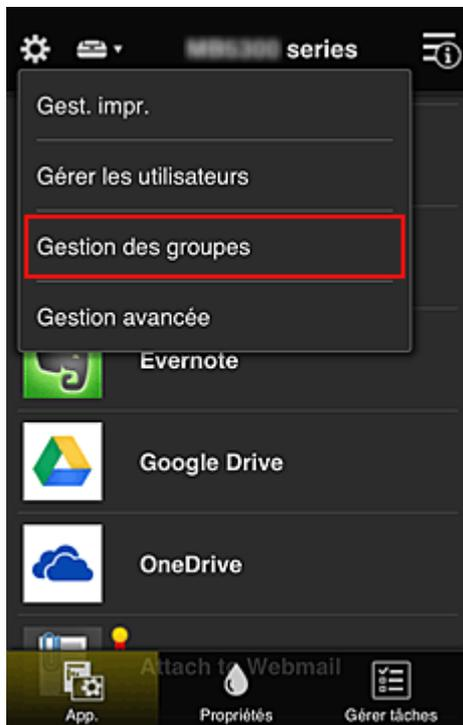 series
Gest. impr.
Gérer les utilisateurs
Gestion des groupes
Gestion avancée
Evernote
Google Drive
OneDrive
Attach to Webmail
App.
Propriétés
Gérer tâches